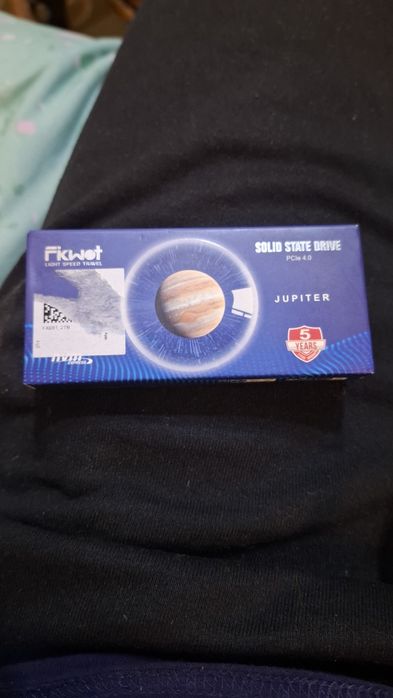 Fikwot
LIGHT SPEED TRAVEL
SOLID STATE DRIVE
PCIe 4.0
JUPITER
5
YEARS